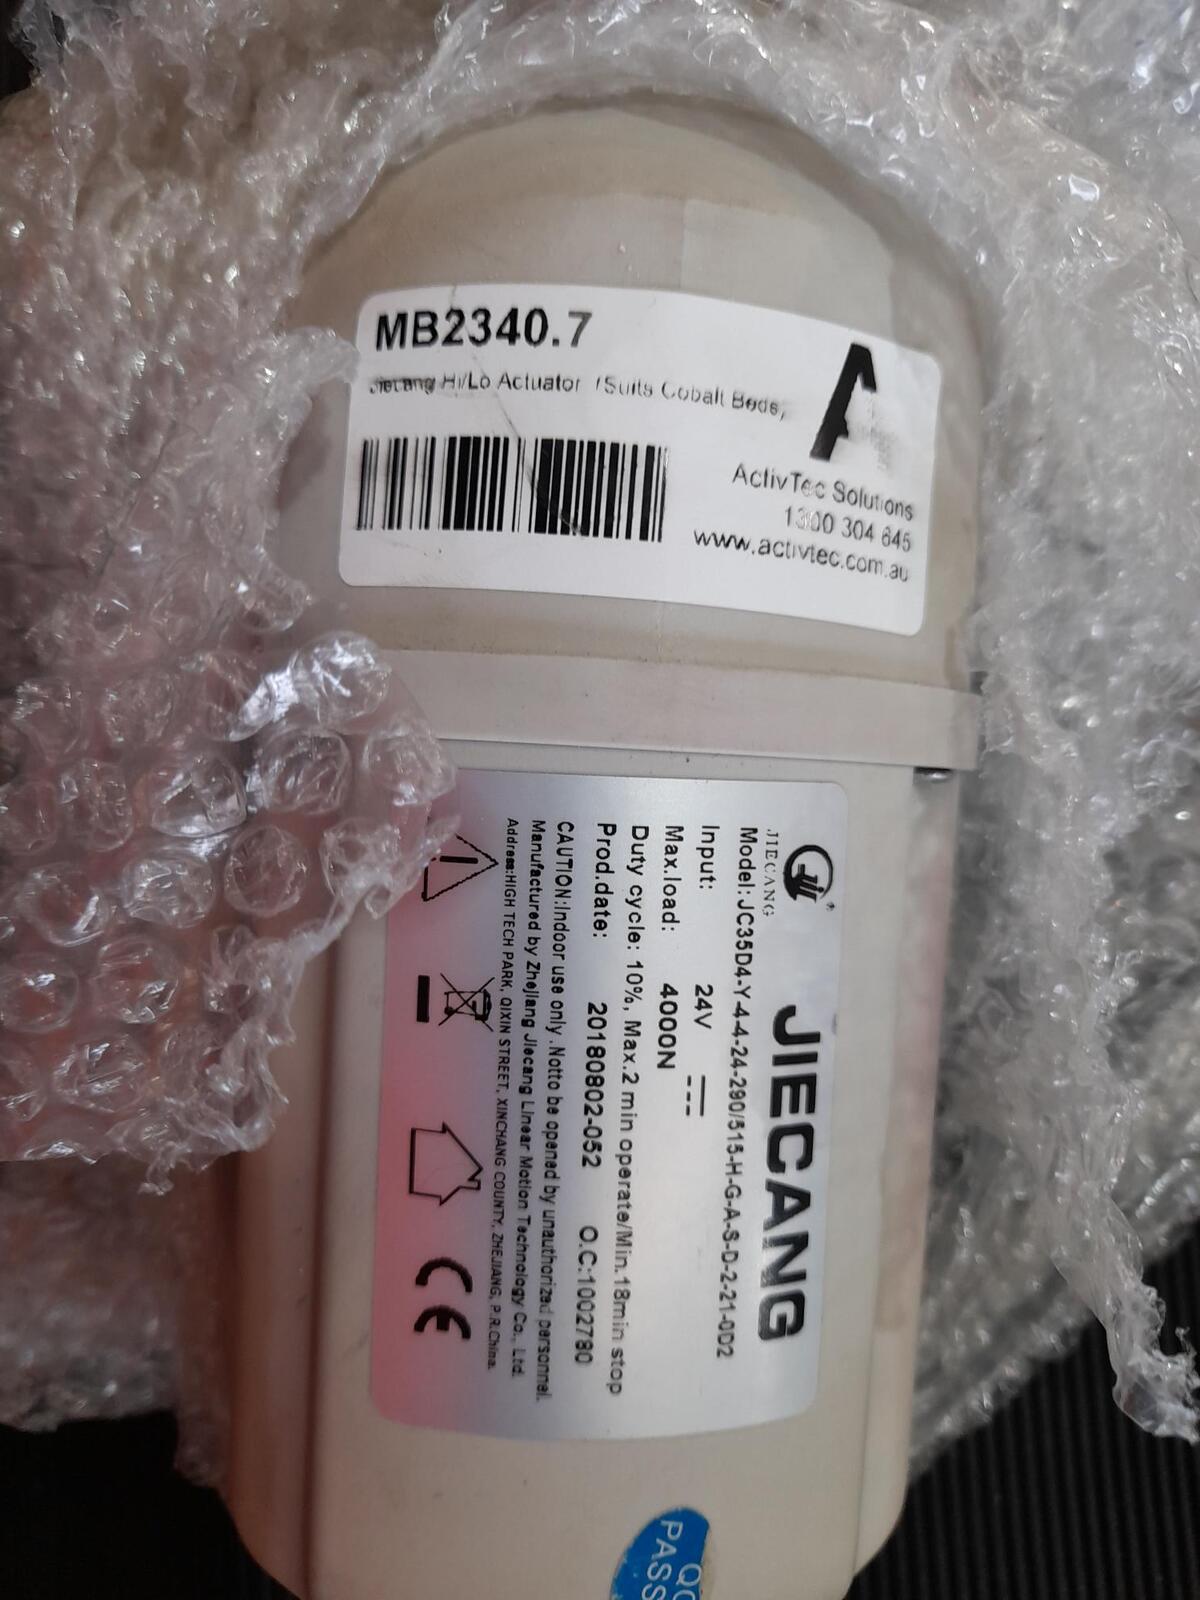 MB2340.7
Jiecang Hi/Lo Actuator (Suits Cobalt Beds)
ActivTec Solutions
1300 304 645
www.activtec.com.au
JIECANG
JIECANG
Model: JC35D4-Y-4-4-24-290/515-H-G-A-S-D-2-21-0D2
Input: 24V
Max.load: 4000N
Duty cycle: 10%, Max.2 min operate/Min.18min stop
Prod.date: 20180802-052 O.C:1002780
CAUTION:Indoor use only .Notto be opened by unauthorized personnel.
Manufactured by Zhejiang Jiecang Linear Motion Technology Co., Ltd.
Address:HIGH TECH PARK, QIXIN STREET, XINCHANG COUNTY, ZHEJIANG, P.R.China.
CE
QC
PASS